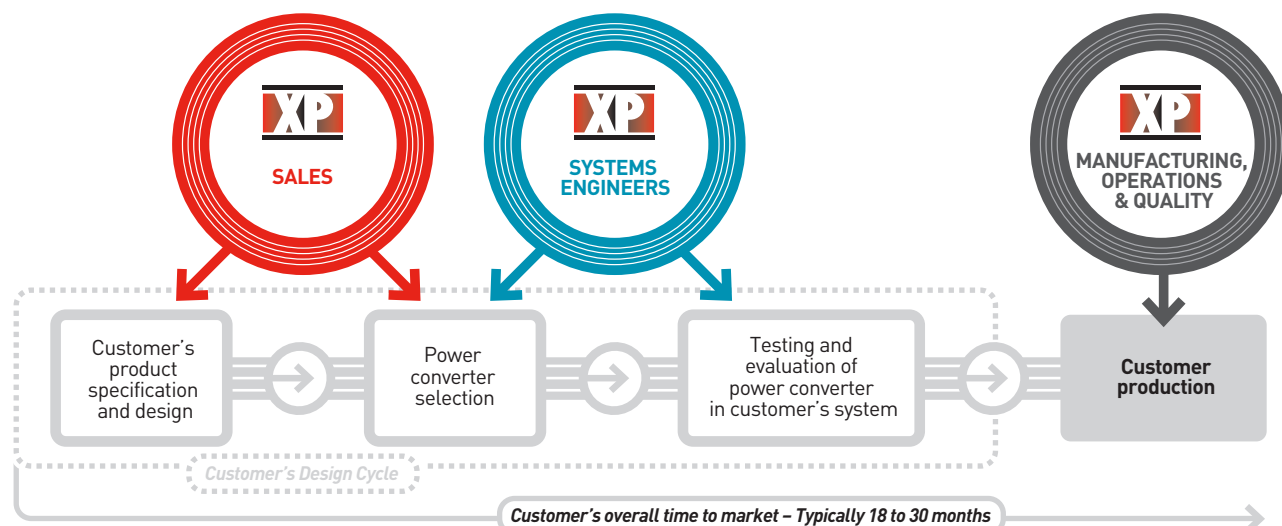 XP
SALES
XP
SYSTEMS
ENGINEERS
XP
MANUFACTURING,
OPERATIONS
& QUALITY
Customer’s
product
specification
and design
Power
converter
selection
Testing and
evaluation of
power converter
in customer’s system
Customer
production
Customer’s Design Cycle
Customer’s overall time to market – Typically 18 to 30 months